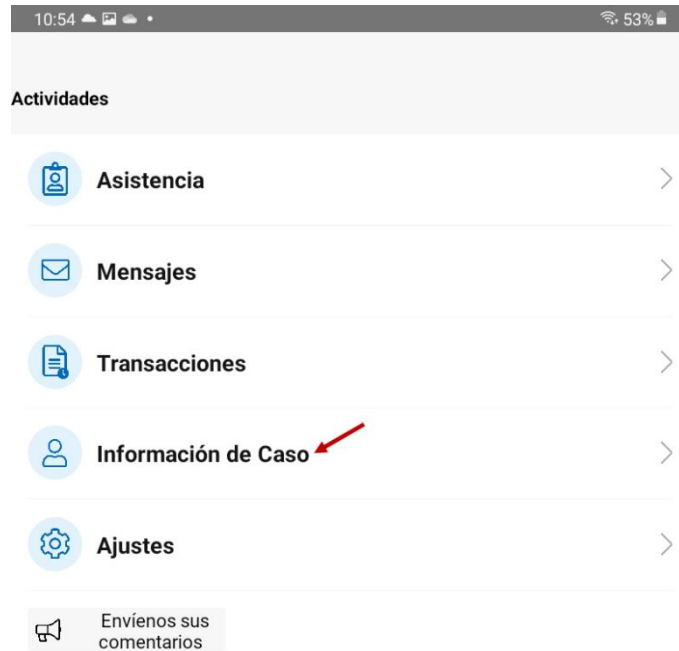 10:54
53%
Actividades
Asistencia
Mensajes
Transacciones
Información de Caso
Ajustes
Envíenos sus
comentarios